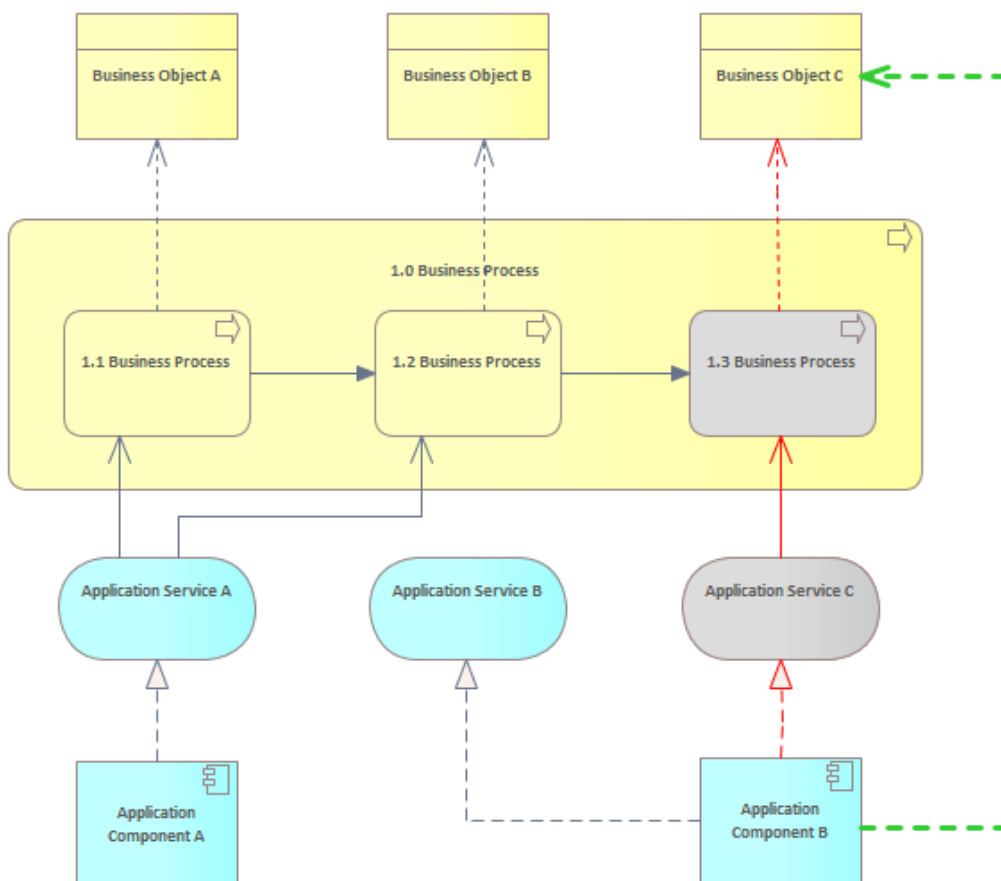 Business Object A
Business Object B
Business Object C
1.0 Business Process
1.1 Business Process
1.2 Business Process
1.3 Business Process
Application Service A
Application Service B
Application Service C
Application
Component A
Application
Component B